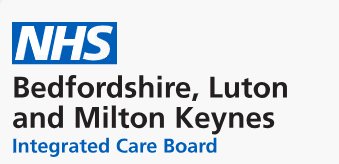 NHS
Bedfordshire, Luton
and Milton Keynes
Integrated Care Board